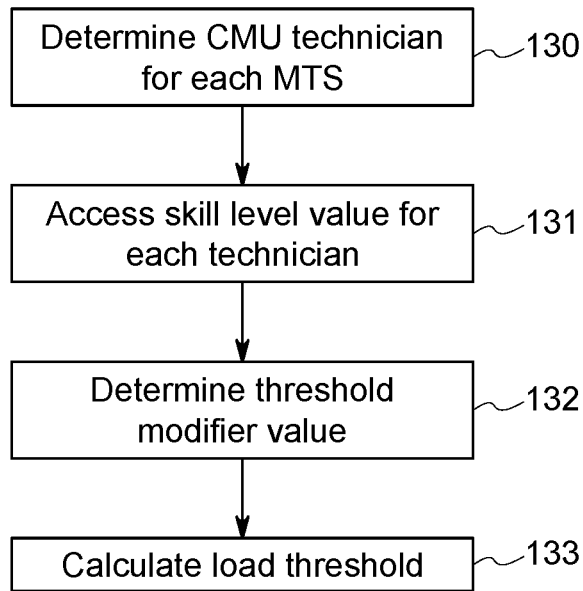 Determine CMU technician
for each MTS
130
Access skill level value for
each technician
131
Determine threshold
modifier value
132
Calculate load threshold
133